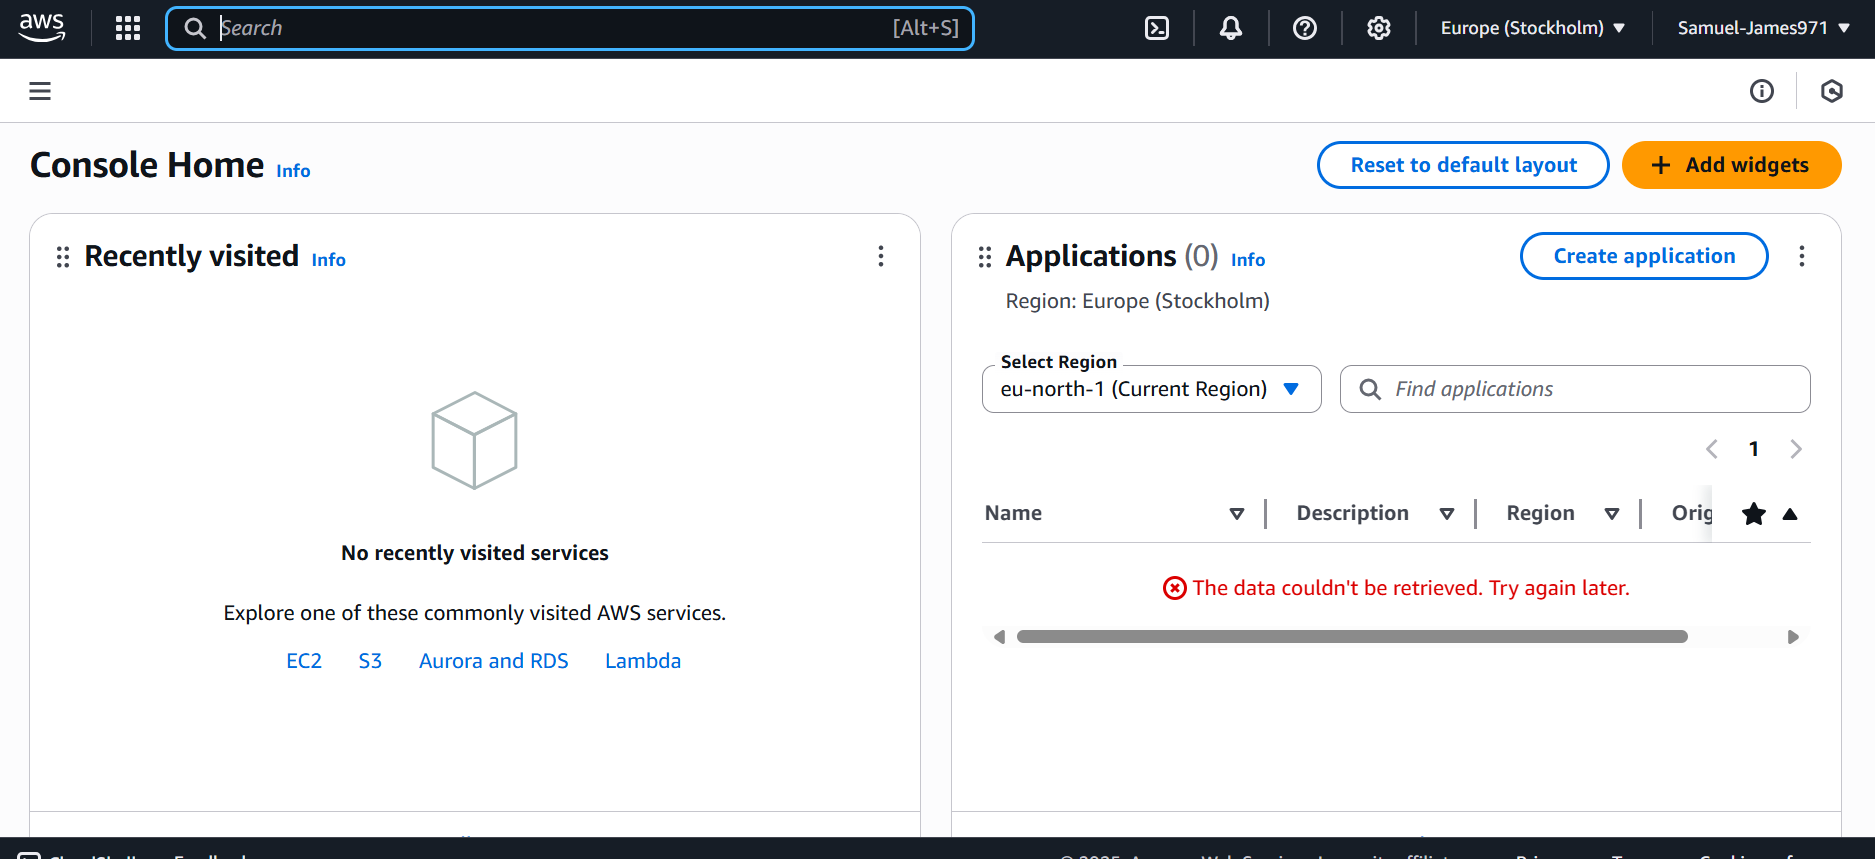 aws
Search [Alt+S]
Europe (Stockholm)
Samuel-James971
Console Home Info
Reset to default layout
Add widgets
Recently visited Info
No recently visited services
Explore one of these commonly visited AWS services.
EC2 S3 Aurora and RDS Lambda
Applications (0) Info
Create application
Region: Europe (Stockholm)
Select Region
eu-north-1 (Current Region)
Find applications
1
Name Description Region Orig
The data couldn't be retrieved. Try again later.